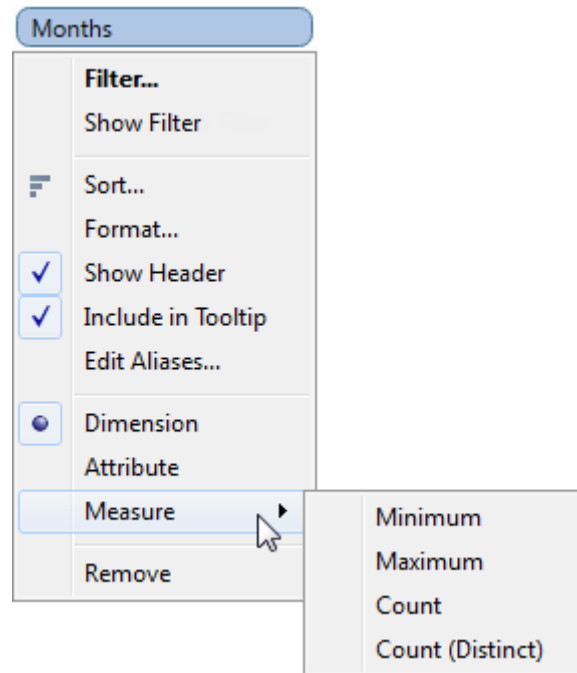 Months
Filter...
Show Filter
Sort...
Format...
Show Header
Include in Tooltip
Edit Aliases...
Dimension
Attribute
Measure
Minimum
Maximum
Count
Count (Distinct)
Remove